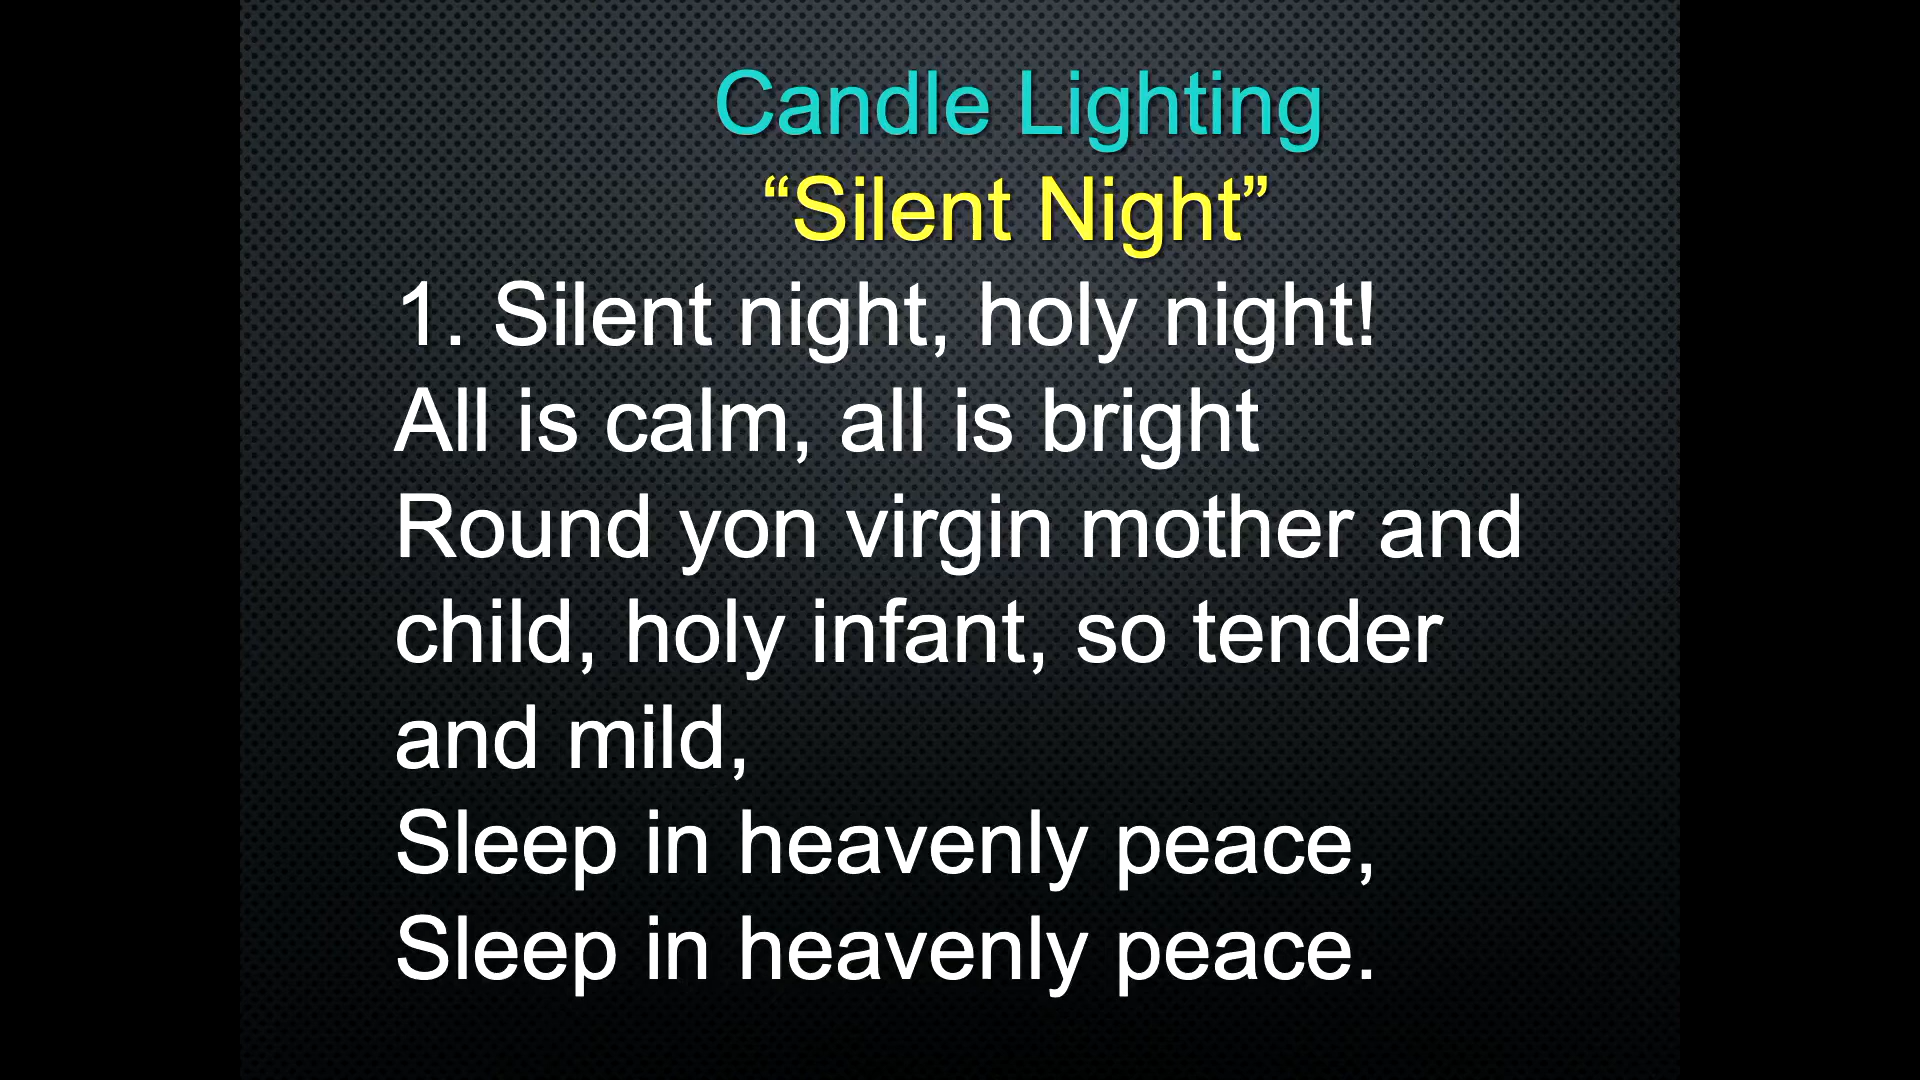 Candle Lighting
“Silent Night”
1. Silent night, holy night!
All is calm, all is bright
Round yon virgin mother and
child, holy infant, so tender
and mild,
Sleep in heavenly peace,
Sleep in heavenly peace.